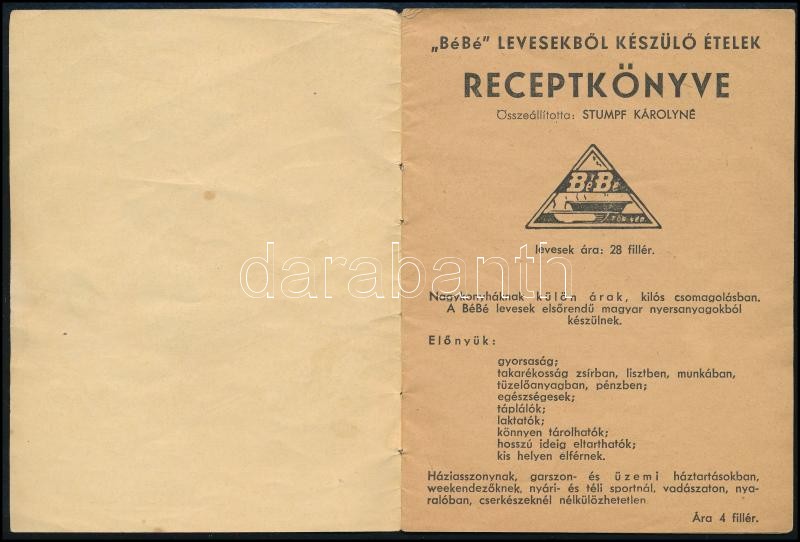 „BéBé” LEVESEKBŐL KÉSZÜLŐ ÉTELEK
RECEPTKÖNYVE
Összeállította: STUMPF KÁROLYNÉ
BéBé
levesek ára: 28 fillér.
darabanth
Nagykonyháknak külön árak, kilós csomagolásban.
A BéBé levesek elsőrendű magyar nyersanyagokból
készülnek.
Előnyük:
gyorsaság;
takarékosság zsírban, lisztben, munkában,
tüzelőanyagban, pénzben;
egészségesek;
táplálók;
laktatók;
könnyen tárolhatók;
hosszú ideig eltarthatók;
kis helyen elférnek.
Háziasszonynak, garszon- és üzemi háztartásokban,
weekendezőknek, nyári- és téli sportnál, vadászaton, nya-
ralóban, cserkészeknél nélkülözhetetlen
Ára 4 fillér.